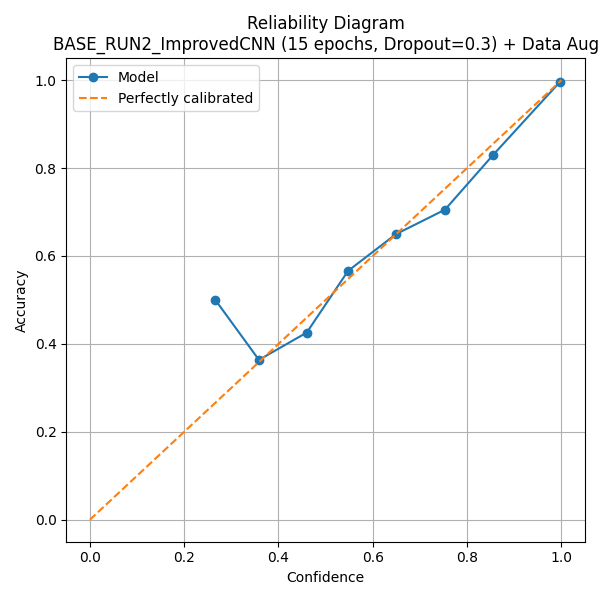 Reliability Diagram
BASE_RUN2_ImprovedCNN (15 epochs, Dropout=0.3) + Data Aug
Model
Perfectly calibrated
1.0
0.8
0.6
0.4
0.2
0.0
Accuracy
0.0 0.2 0.4 0.6 0.8 1.0
Confidence